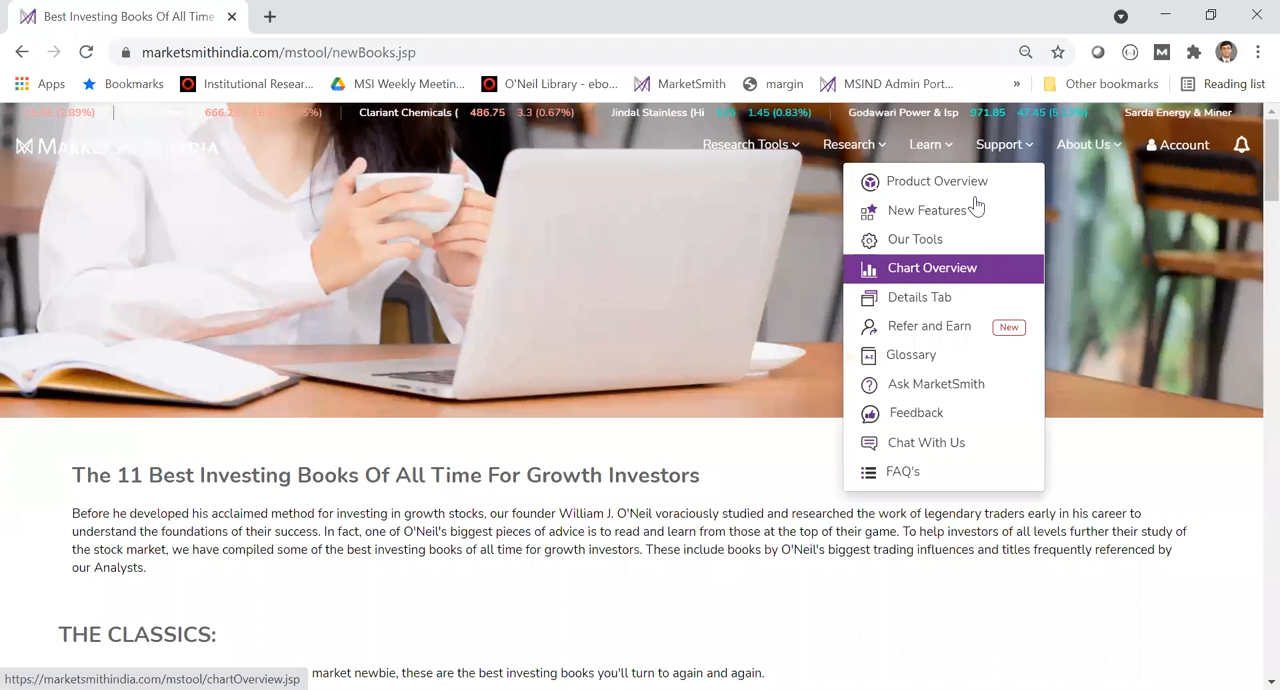 Best Investing Books Of All Time
marketsmithindia.com/mstool/newBooks.jsp
Apps Bookmarks Institutional Resear... MSI Weekly Meetin... O'Neil Library - ebo... MarketSmith margin MSIND Admin Port... » Other bookmarks Reading list
Clariant Chemicals ( 486.75 3.3 (0.67%) Jindal Stainless (Hi 1.45 (0.83%) Godawari Power & Isp 971.85 Sarda Energy & Miner
Research Tools Research Learn Support About Us Account
Product Overview
New Features
Our Tools
Chart Overview
Details Tab
Refer and Earn New
Glossary
Ask MarketSmith
Feedback
Chat With Us
FAQ's
The 11 Best Investing Books Of All Time For Growth Investors
Before he developed his acclaimed method for investing in growth stocks, our founder William J. O'Neil voraciously studied and researched the work of legendary traders early in his career to
understand the foundations of their success. In fact, one of O'Neil's biggest pieces of advice is to read and learn from those at the top of their game. To help investors of all levels further their study of
the stock market, we have compiled some of the best investing books of all time for growth investors. These include books by O'Neil's biggest trading influences and titles frequently referenced by
our Analysts.
THE CLASSICS:
market newbie, these are the best investing books you'll turn to again and again.
https://marketsmithindia.com/mstool/chartOverview.jsp